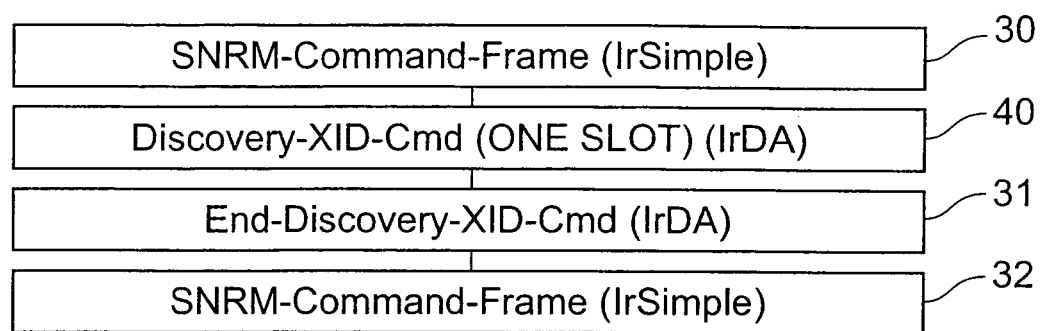 SNRM-Command-Frame (IrSimple) 30
Discovery-XID-Cmd (ONE SLOT) (IrDA) 40
End-Discovery-XID-Cmd (IrDA) 31
SNRM-Command-Frame (IrSimple) 32